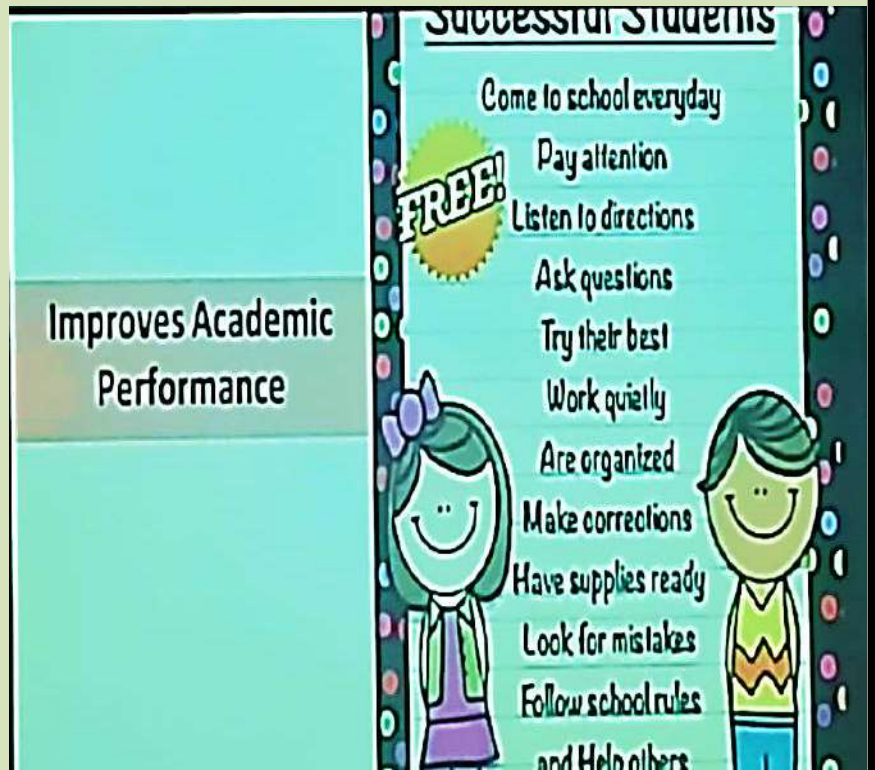 Improves Academic
Performance
Successful Students
Come to school everyday
Pay attention
FREE!
Listen to directions
Ask questions
Try their best
Work quietly
Are organized
Make corrections
Have supplies ready
Look for mistakes
Follow school rules
and Help others